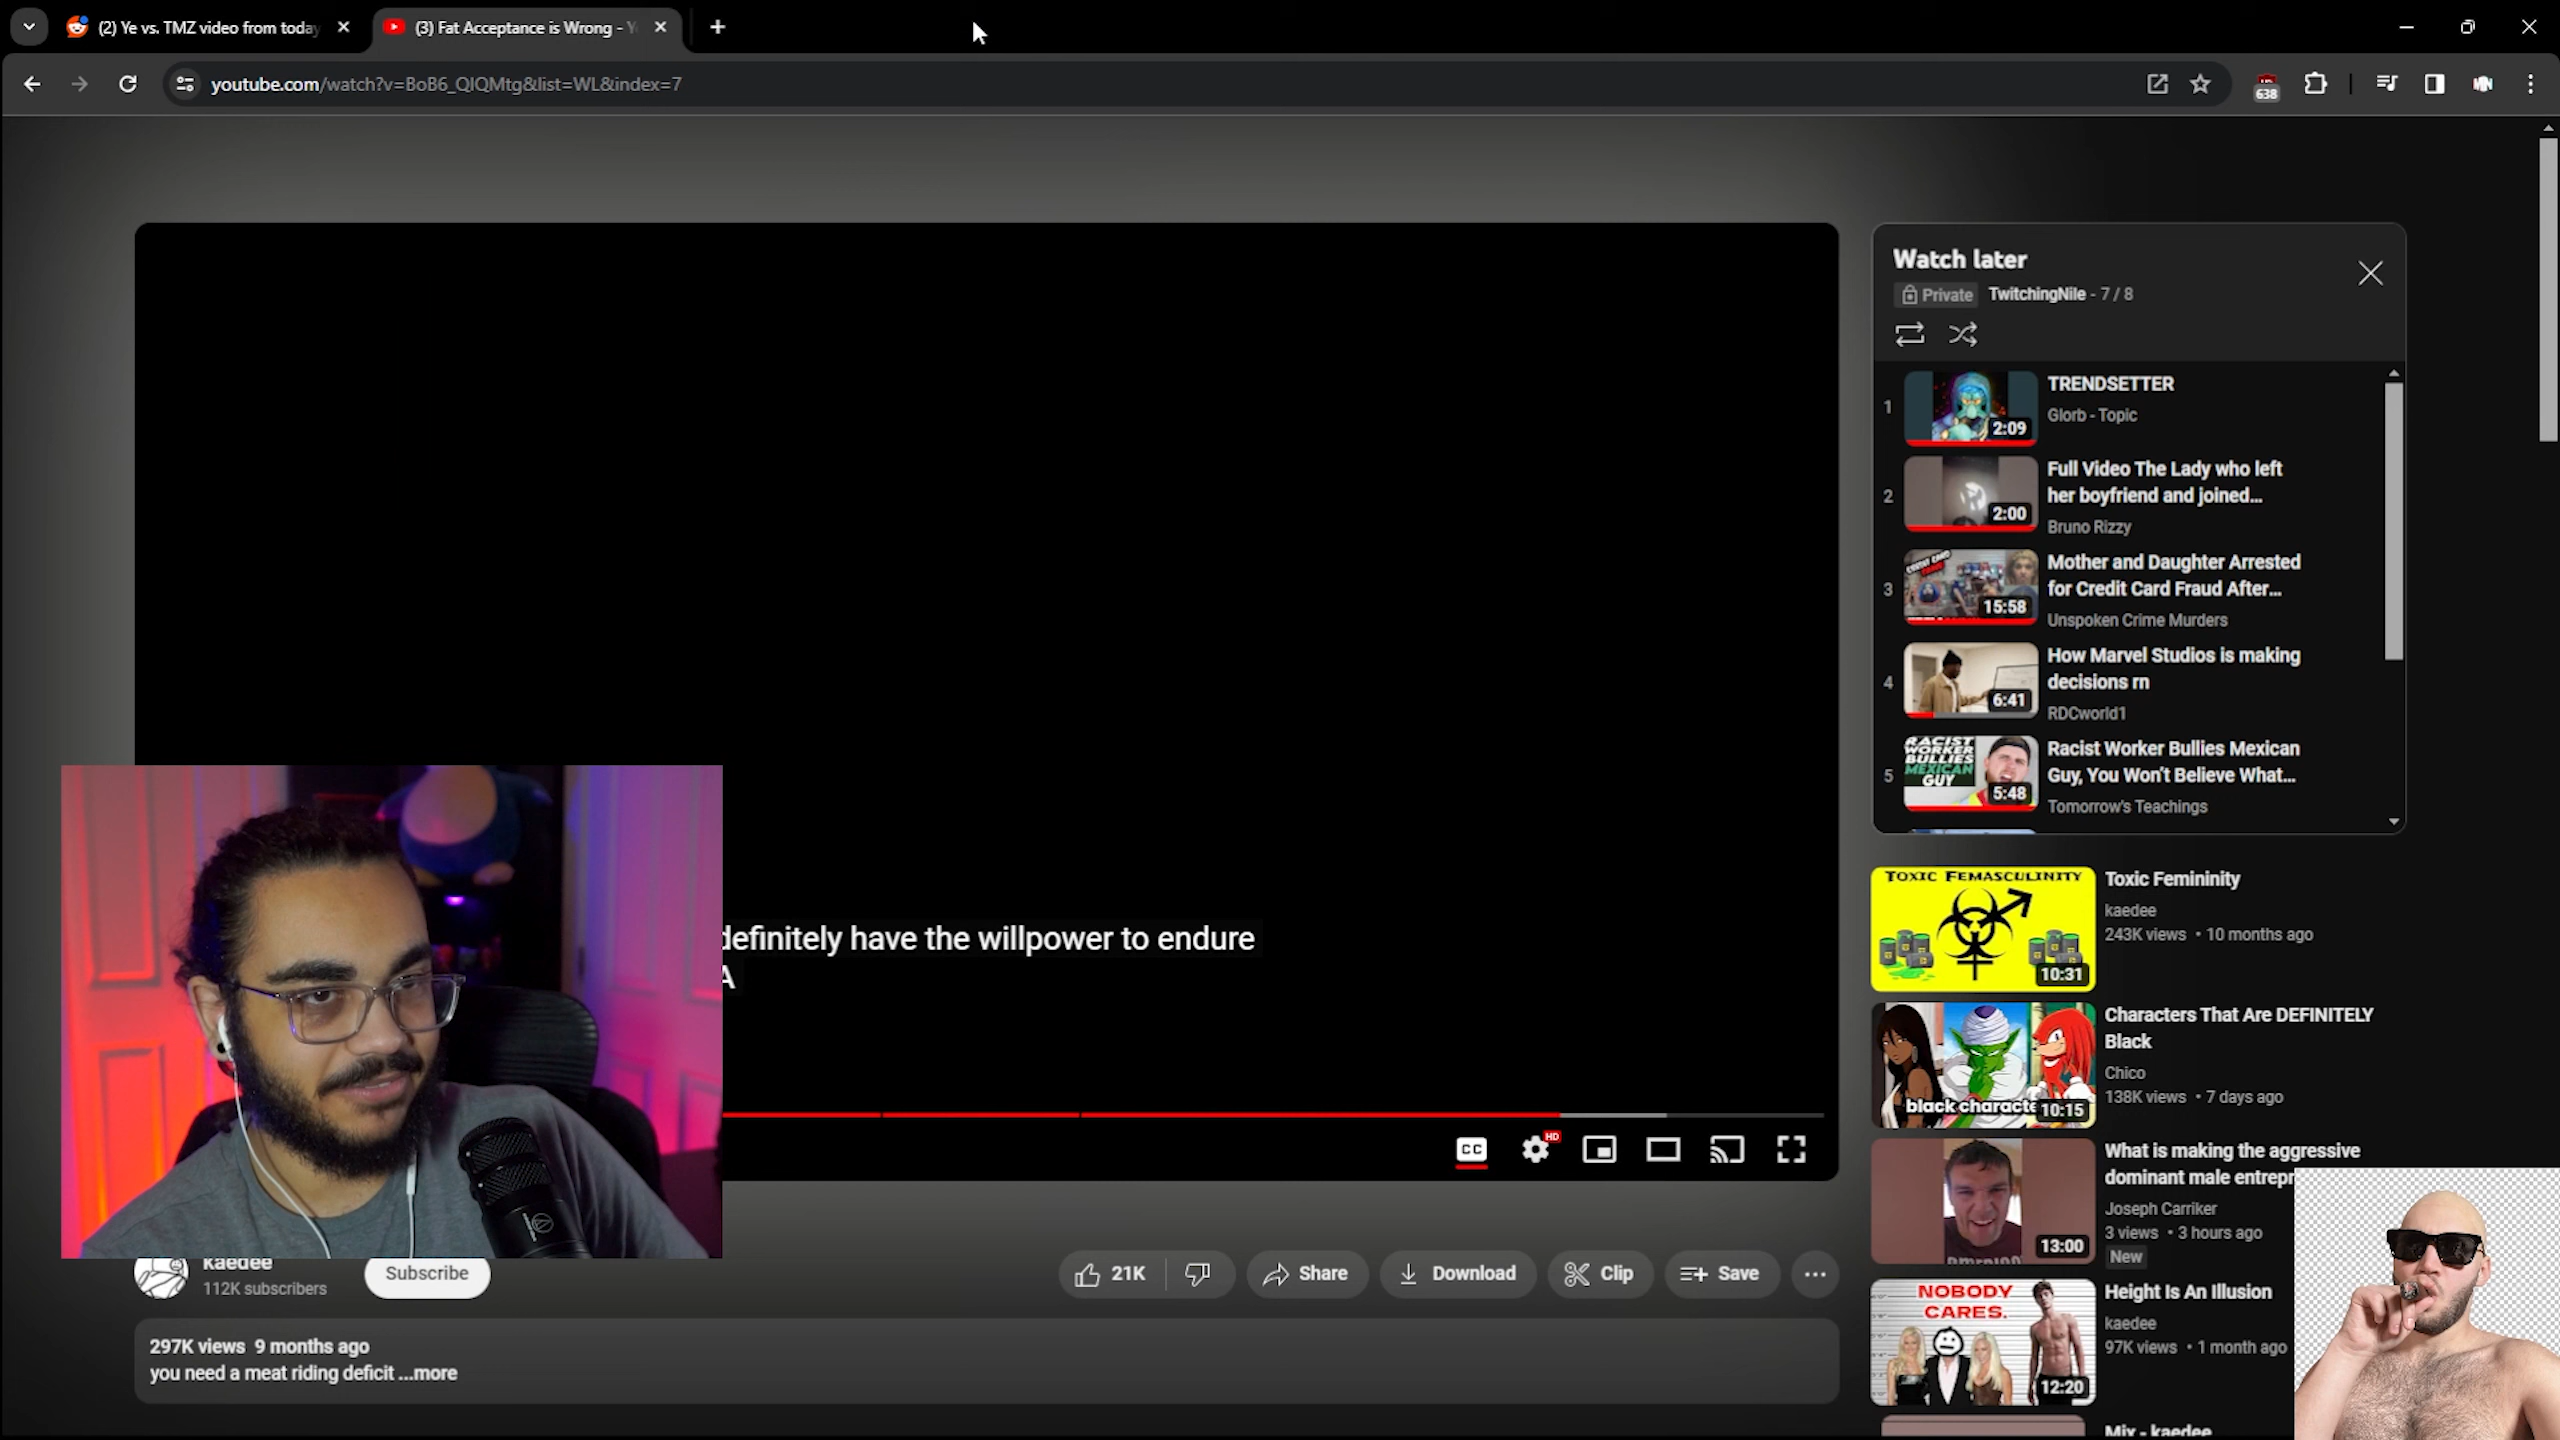 (2) Ye vs. TMZ video from today
(3) Fat Acceptance is Wrong - Y
youtube.com/watch?v=BoB6_QIQMtg&list=WL&index=7
638
Watch later
Private TwitchingNile - 7 / 8
1
2:09
TRENDSETTER
Glorb - Topic
2
2:00
Full Video The Lady who left
her boyfriend and joined...
Bruno Rizzy
3
15:58
Mother and Daughter Arrested
for Credit Card Fraud After...
Unspoken Crime Murders
4
6:41
How Marvel Studios is making
decisions rn
RDCworld1
5
RACIST
WORKER
BULLIES
MEXICAN
GUY
5:48
Racist Worker Bullies Mexican
Guy, You Won't Believe What...
Tomorrow's Teachings
definitely have the willpower to endure
A
CC
HD
TOXIC FEMASCULINITY
10:31
Toxic Femininity
kaedee
243K views • 10 months ago
black characte
10:15
Characters That Are DEFINITELY
Black
Chico
138K views • 7 days ago
13:00
What is making the aggressive
dominant male entrepr
Joseph Carriker
3 views • 3 hours ago
New
NOBODY
CARES.
12:20
Height Is An Illusion
kaedee
97K views • 1 month ago
Mix - kaedee
kaedee
112K subscribers
Subscribe
21K
Share
Download
Clip
Save
297K views 9 months ago
you need a meat riding deficit ...more